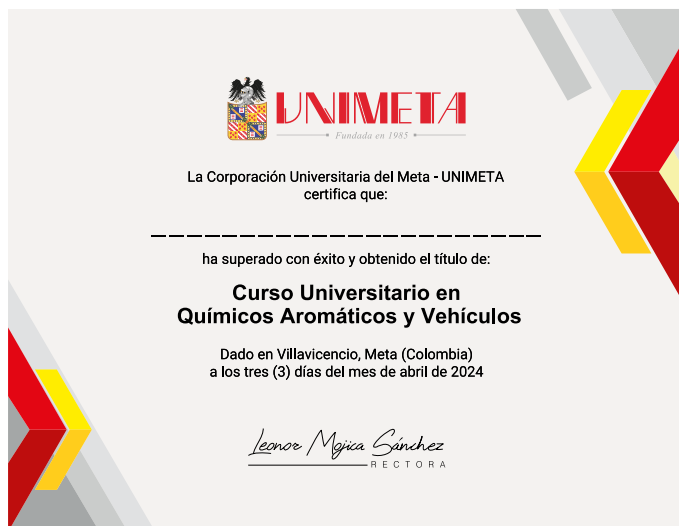 UNIMETA
Fundada en 1985
La Corporación Universitaria del Meta - UNIMETA
certifica que:
ha superado con éxito y obtenido el título de:
Curso Universitario en
Químicos Aromáticos y Vehículos
Dado en Villavicencio, Meta (Colombia)
a los tres (3) días del mes de abril de 2024
Leonor Mojica Sánchez
RECTORA